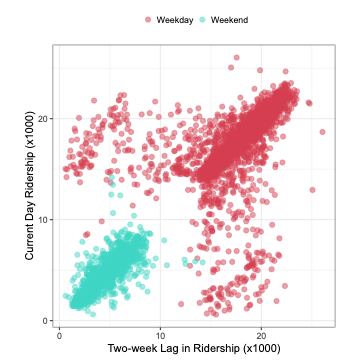 Weekday Weekend
Current Day Ridership (x1000)
20
10
0
0 10 20
Two-week Lag in Ridership (x1000)